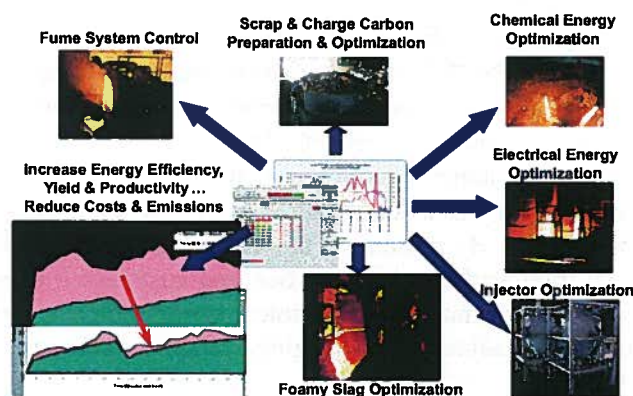 Fume System Control
Scrap & Charge Carbon
Preparation & Optimization
Chemical Energy
Optimization
Increase Energy Efficiency,
Yield & Productivity ...
Reduce Costs & Emissions
Electrical Energy
Optimization
Injector Optimization
Foamy Slag Optimization